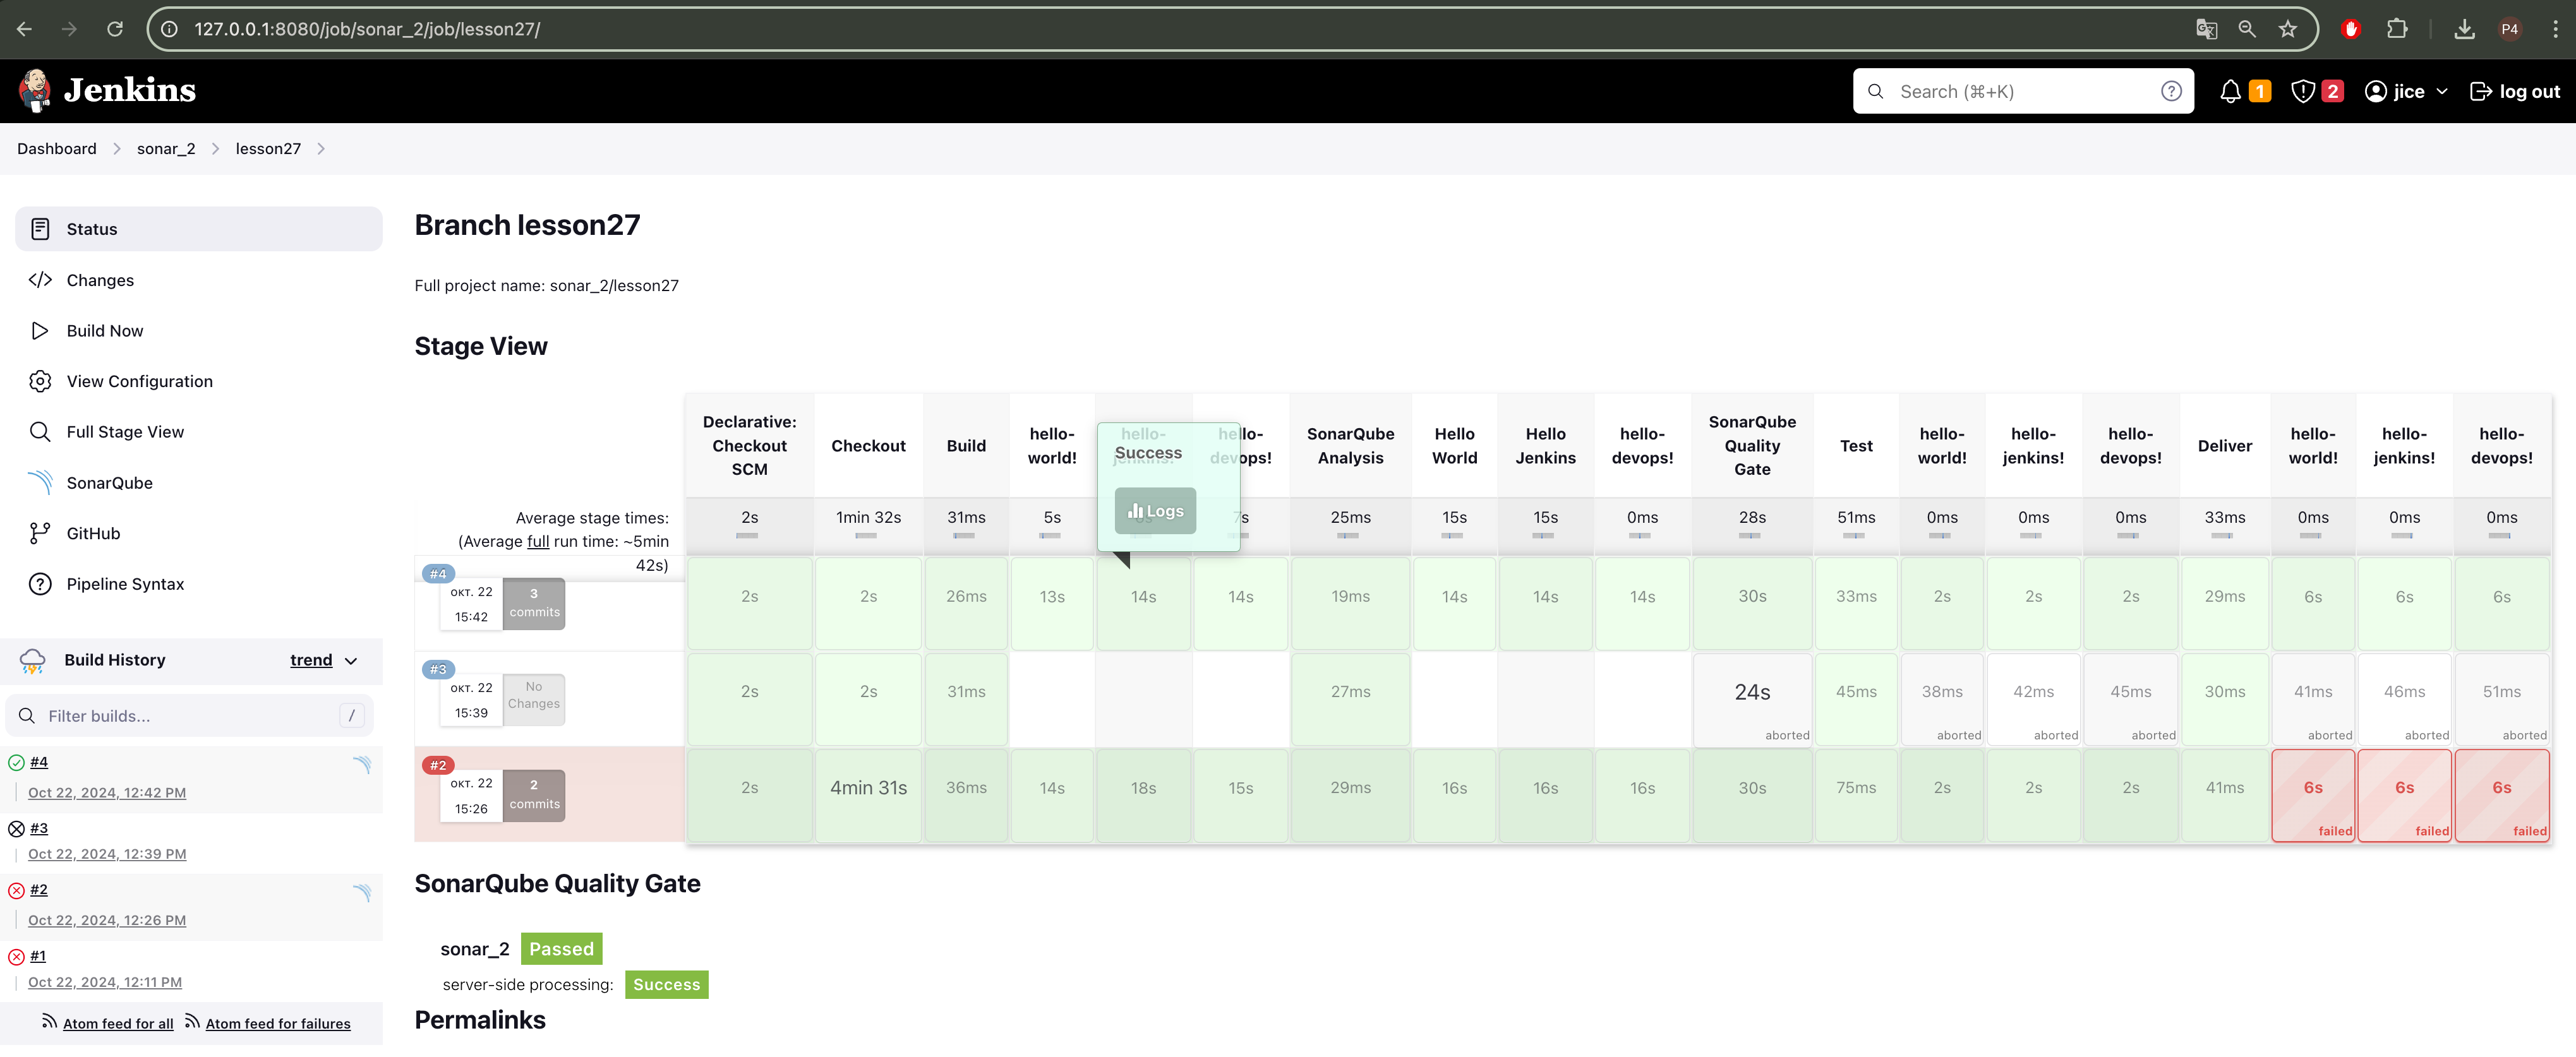 127.0.0.1:8080/job/sonar_2/job/lesson27/
P4
Jenkins
Search (⌘+K)
1
2
jice
log out
Dashboard
sonar_2
lesson27
Status
Changes
Build Now
View Configuration
Full Stage View
SonarQube
GitHub
Pipeline Syntax
Build History
trend
Filter builds...
/
#4
Oct 22, 2024, 12:42 PM
#3
Oct 22, 2024, 12:39 PM
#2
Oct 22, 2024, 12:26 PM
#1
Oct 22, 2024, 12:11 PM
Atom feed for all
Atom feed for failures
Branch lesson27
Full project name: sonar_2/lesson27
Stage View
Declarative: Checkout SCM
Checkout
Build
hello-world!
hello-jenkins!
hello-devops!
SonarQube Analysis
Hello World
Hello Jenkins
hello-devops!
SonarQube Quality Gate
Test
hello-world!
hello-jenkins!
hello-devops!
Deliver
hello-world!
hello-jenkins!
hello-devops!
Success
Logs
Average stage times:
(Average full run time: ~5min
42s)
2s 1min 32s 31ms 5s 7s 25ms 15s 15s 0ms 28s 51ms 0ms 0ms 0ms 33ms 0ms 0ms 0ms
#4
окт. 22
15:42
3
commits
2s 2s 26ms 13s 14s 14s 19ms 14s 14s 14s 30s 33ms 2s 2s 2s 29ms 6s 6s 6s
#3
окт. 22
15:39
No
Changes
2s 2s 31ms 27ms 24s 45ms 38ms 42ms 45ms 30ms 41ms 46ms 51ms
aborted aborted aborted aborted aborted aborted aborted
#2
окт. 22
15:26
2
commits
2s 4min 31s 36ms 14s 18s 15s 29ms 16s 16s 16s 30s 75ms 2s 2s 2s 41ms 6s 6s 6s
failed failed failed
SonarQube Quality Gate
sonar_2 Passed
server-side processing: Success
Permalinks